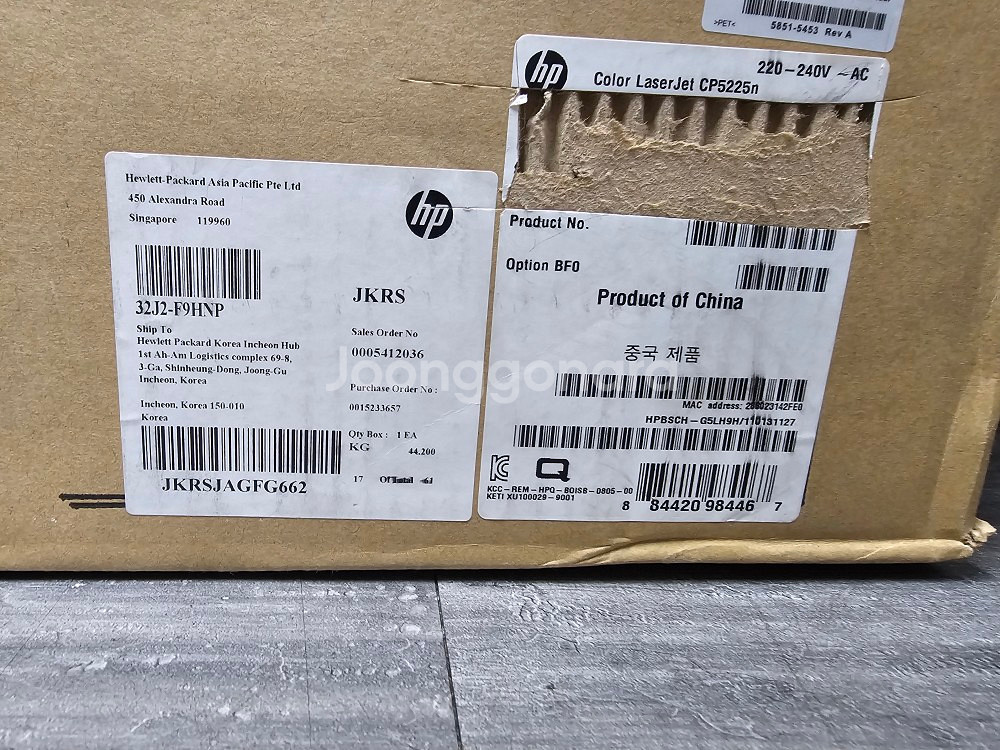 >PET<
5851-5453 Rev A
hp
220-240V ~AC
Color LaserJet CP5225n
Hewlett-Packard Asia Pacific Pte Ltd
450 Alexandra Road
Singapore 119960
hp
32J2-F9HNP
JKRS
Ship To
Hewlett Packard Korea Incheon Hub
1st Ah-Am Logistics complex 69-8,
3-Ga, Shinheung-Dong, Joong-Gu
Incheon, Korea
Sales Order No
0005412036
Purchase Order No :
0015233657
Incheon, Korea 150-010
Korea
Qty Box : 1 EA
KG 44.200
JKRSJAGFG662
17 Of Total
Product No.
Option BF0
Product of China
중국 제품
Joonggonara
MAC address: 288023142FE0
HPBSCH-G5LH9H/110131127
KCC-REM-HPQ-BOISB-0805-00
KETI XU100029-9001
8 84420 98446 7